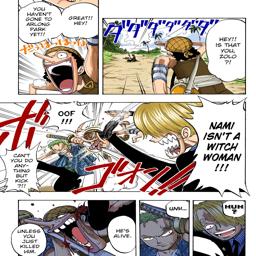 HEY!!
IS THAT
YOU,
ZOLO
?
GREAT!!
HEY!
YOU
HAVEN'T
GONE TO
ARLONG
PARK
YET!!
NAMI
ISN'T A
WITCH
WOMAN
!!!
OOF
!!!
CAN'T
YOU DO
ANY-
THING
BUT
KICK
?!!
HUH
?
UHH...
HE'S
ALIVE.
UNLESS
YOU
JUST
KILLED
HIM.